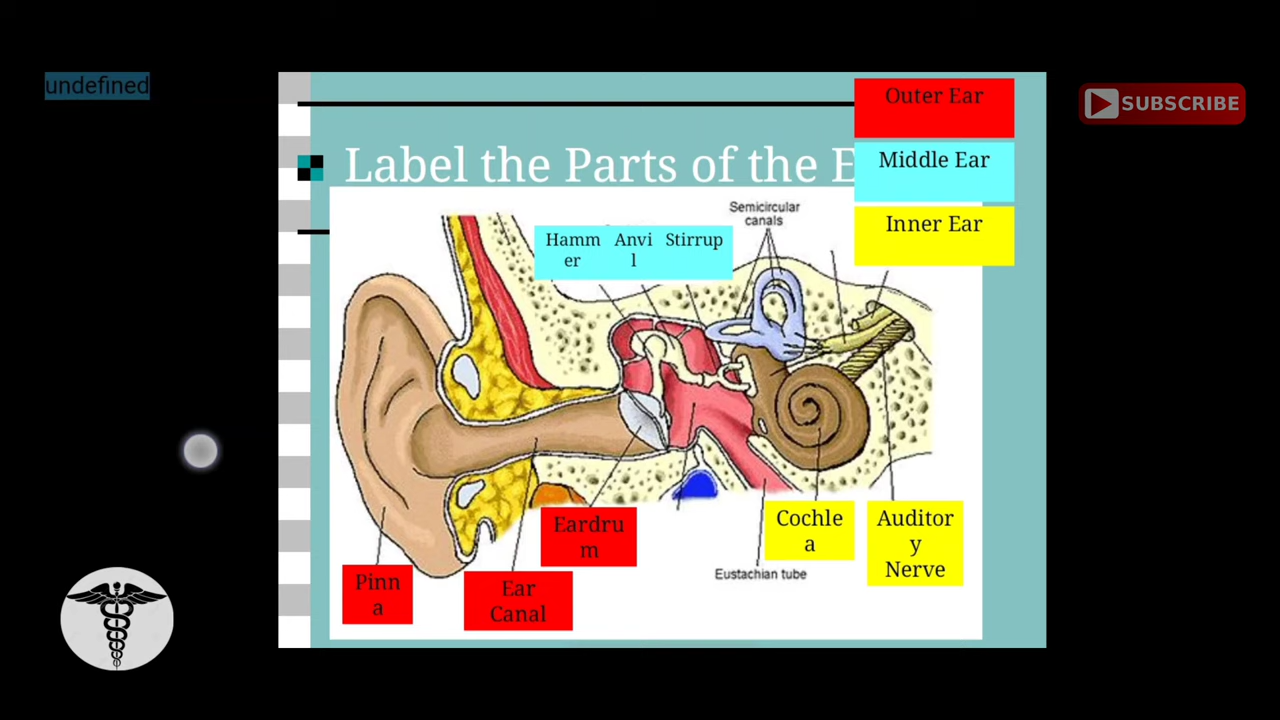 undefined
Outer Ear
SUBSCRIBE
Label the Parts of the E
Middle Ear
Semicircular
canals
Inner Ear
Hamm
er
Anvi
l
Stirrup
Eardru
m
Cochle
a
Auditor
y
Nerve
Eustachian tube
Pinn
a
Ear
Canal